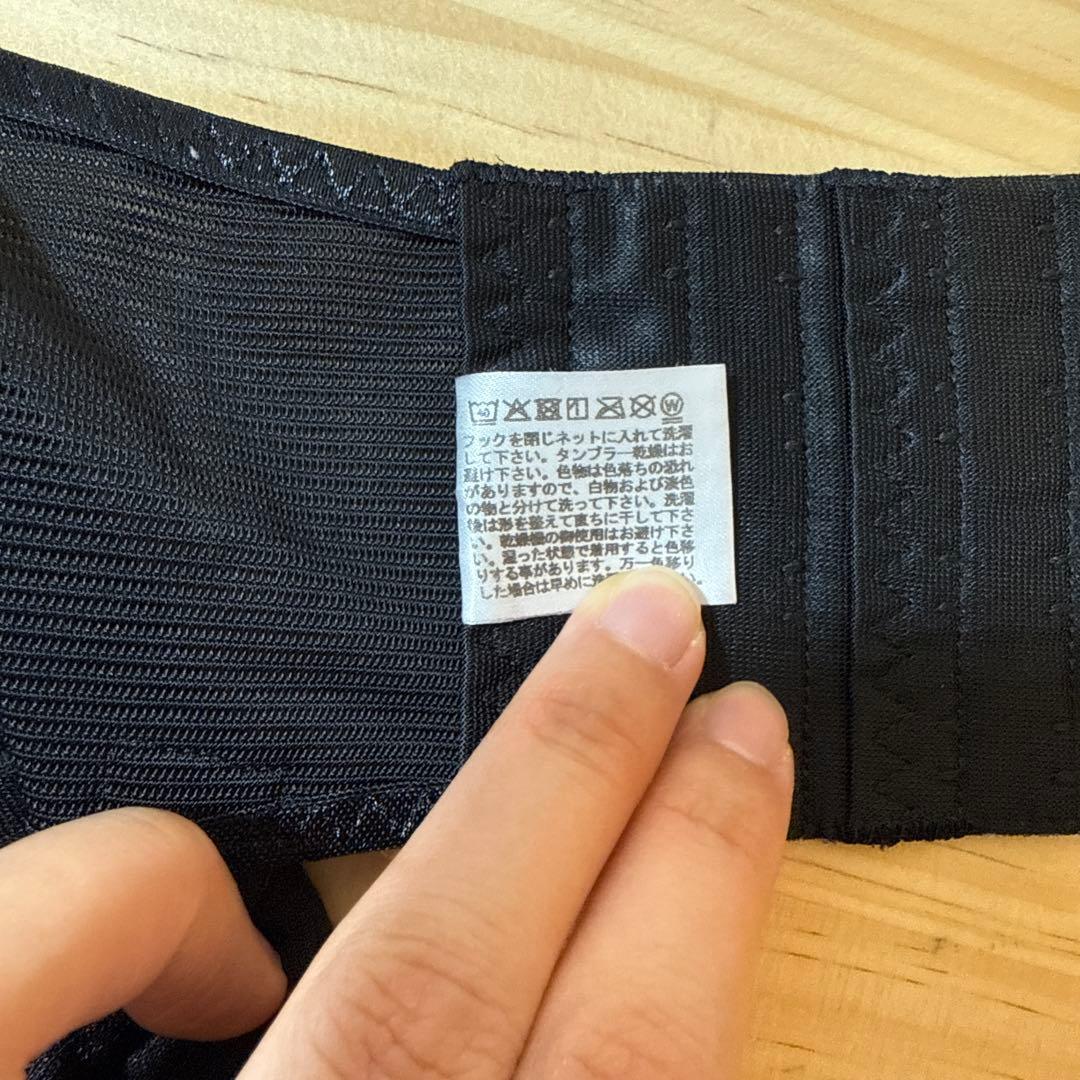 40 W
フックを閉じネットに入れて洗濯
して下さい。タンブラー乾燥はお
避け下さい。色物は色落ちの恐れ
がありますので、白物および淡色
の物と分けて洗って下さい。洗濯
後は形を整えて直ちに干して下さ
い。乾燥機の御使用はお避け下さ
い。湿った状態で着用すると色移
りする事があります。万一色移り
した場合は早めに洗 い。